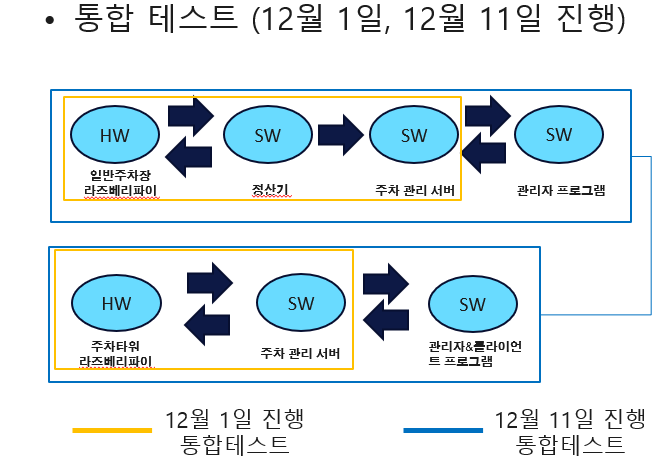 • 통합 테스트 (12월 1일, 12월 11일 진행)
HW
SW
SW
SW
일반주차장
라즈베리파이
정산기
주차 관리 서버
관리자 프로그램
HW
SW
SW
주차타워
라즈베리파이
주차 관리 서버
관리자&클라이언
트 프로그램
12월 1일 진행
통합테스트
12월 11일 진행
통합테스트